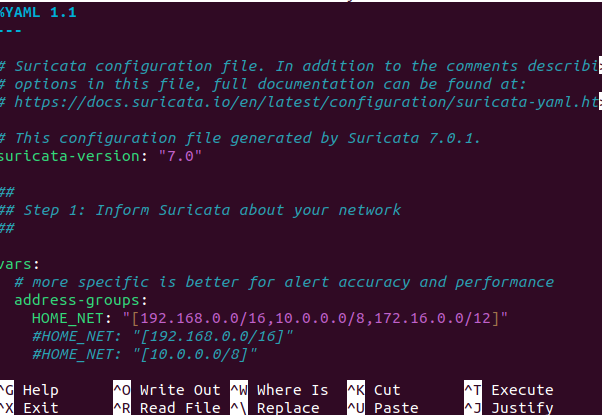 %YAML 1.1
---
# Suricata configuration file. In addition to the comments describi
# options in this file, full documentation can be found at:
# https://docs.suricata.io/en/latest/configuration/suricata-yaml.ht
# This configuration file generated by Suricata 7.0.1.
suricata-version: "7.0"
##
## Step 1: Inform Suricata about your network
##
vars:
# more specific is better for alert accuracy and performance
address-groups:
HOME_NET: "[192.168.0.0/16,10.0.0.0/8,172.16.0.0/12]"
#HOME_NET: "[192.168.0.0/16]"
#HOME_NET: "[10.0.0.0/8]"
^G Help ^O Write Out ^W Where Is ^K Cut ^T Execute
^X Exit ^R Read File ^\ Replace ^U Paste ^J Justify